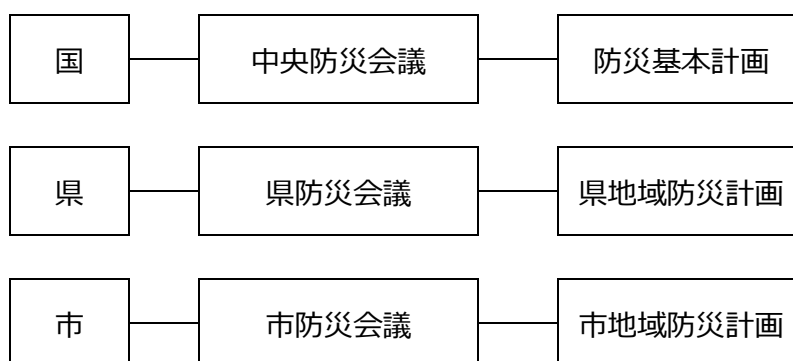 国 中央防災会議 防災基本計画
県 県防災会議 県地域防災計画
市 市防災会議 市地域防災計画